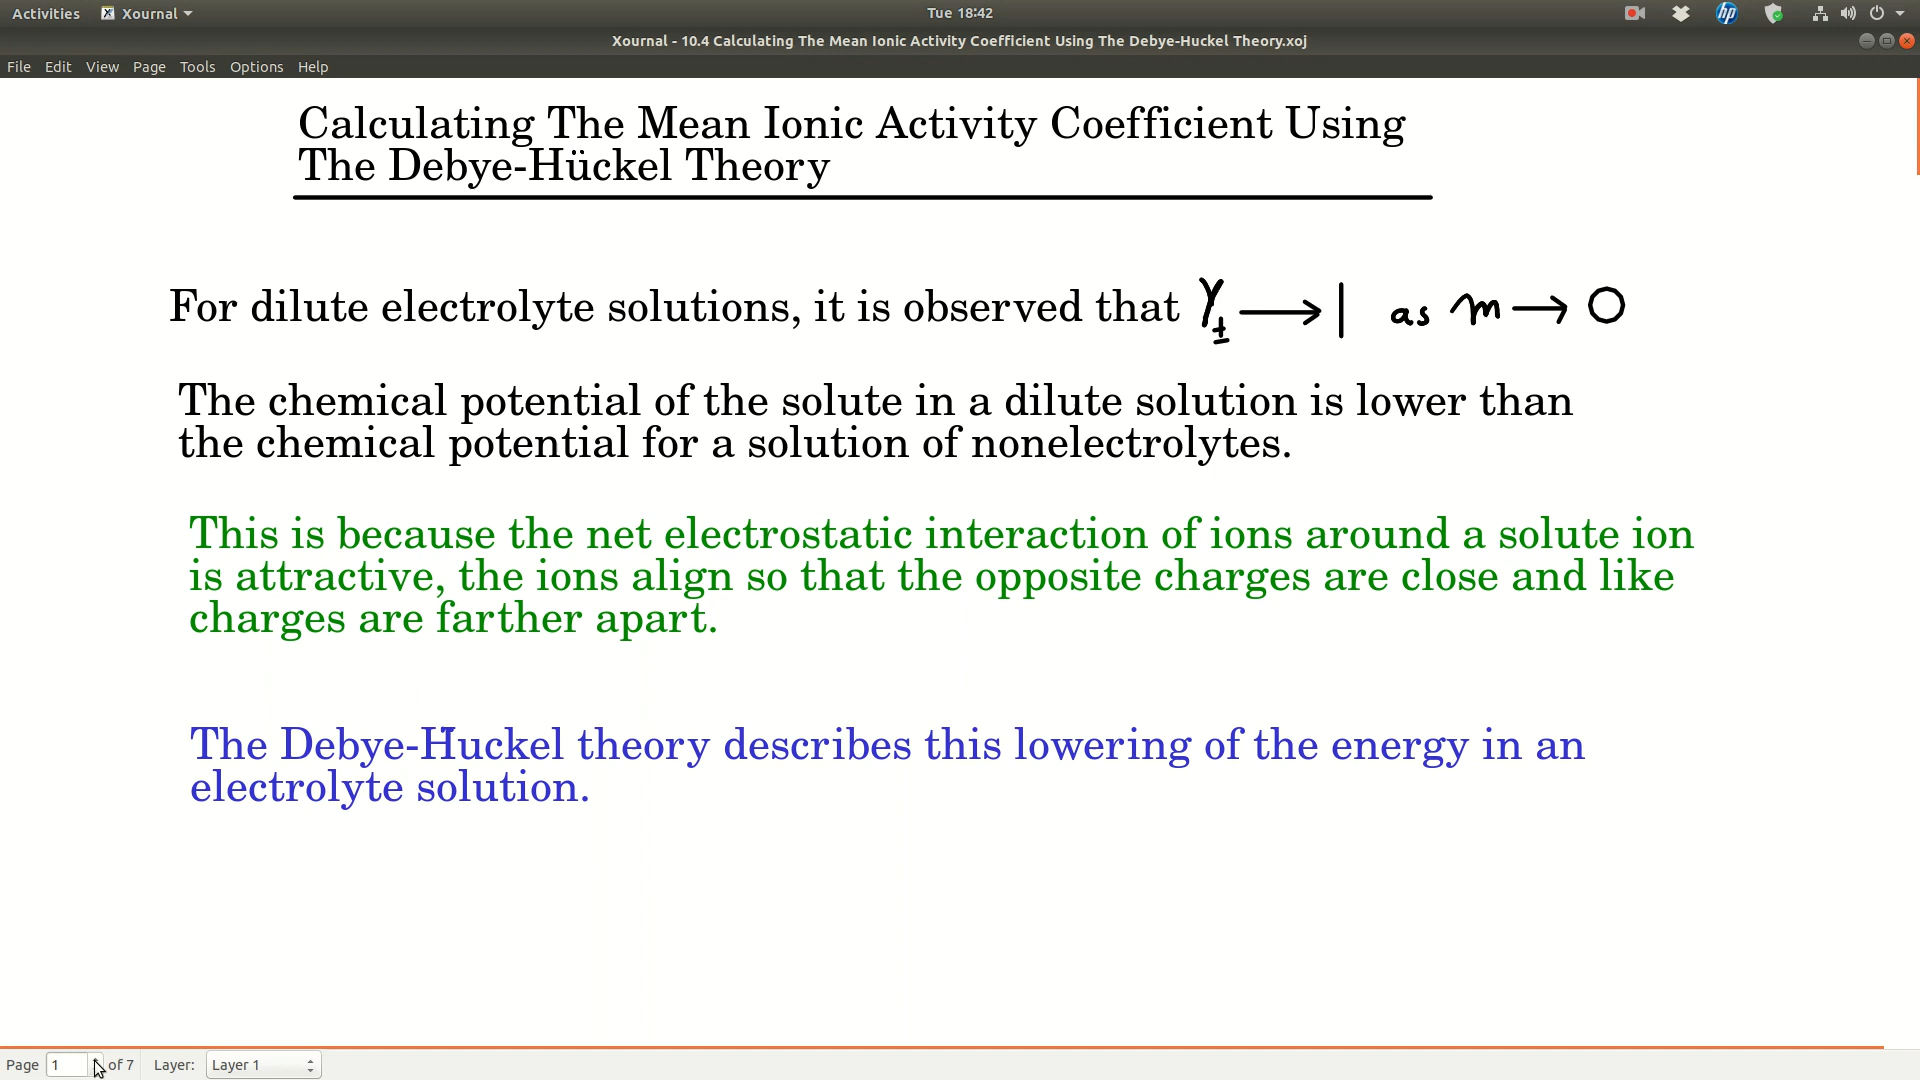 Activities Xournal Tue 18:42
Xournal - 10.4 Calculating The Mean Ionic Activity Coefficient Using The Debye-Huckel Theory.xoj
File Edit View Page Tools Options Help
Calculating The Mean Ionic Activity Coefficient Using
The Debye-Hückel Theory
For dilute electrolyte solutions, it is observed that γ± → 1 as m → 0
The chemical potential of the solute in a dilute solution is lower than
the chemical potential for a solution of nonelectrolytes.
This is because the net electrostatic interaction of ions around a solute ion
is attractive, the ions align so that the opposite charges are close and like
charges are farther apart.
The Debye-Huckel theory describes this lowering of the energy in an
electrolyte solution.
Page 1 of 7 Layer: Layer 1